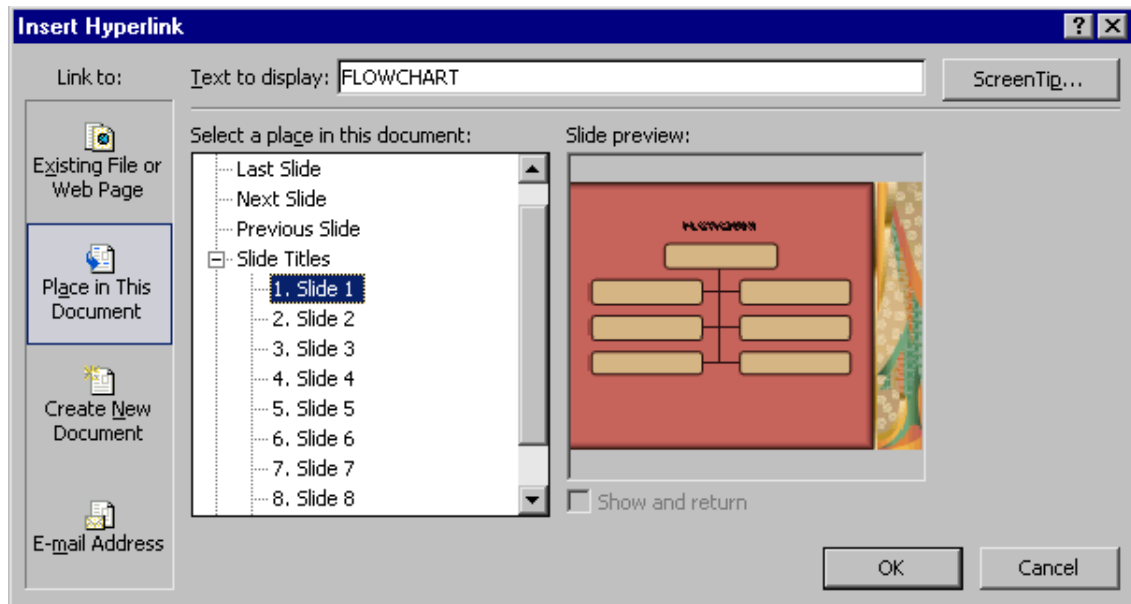 Insert Hyperlink
Link to:
Text to display: FLOWCHART
ScreenTip...
Existing File or
Web Page
Place in This
Document
Create New
Document
E-mail Address
Select a place in this document:
Last Slide
Next Slide
Previous Slide
Slide Titles
1. Slide 1
2. Slide 2
3. Slide 3
4. Slide 4
5. Slide 5
6. Slide 6
7. Slide 7
8. Slide 8
Slide preview:
FLOWCHART
Show and return
OK
Cancel